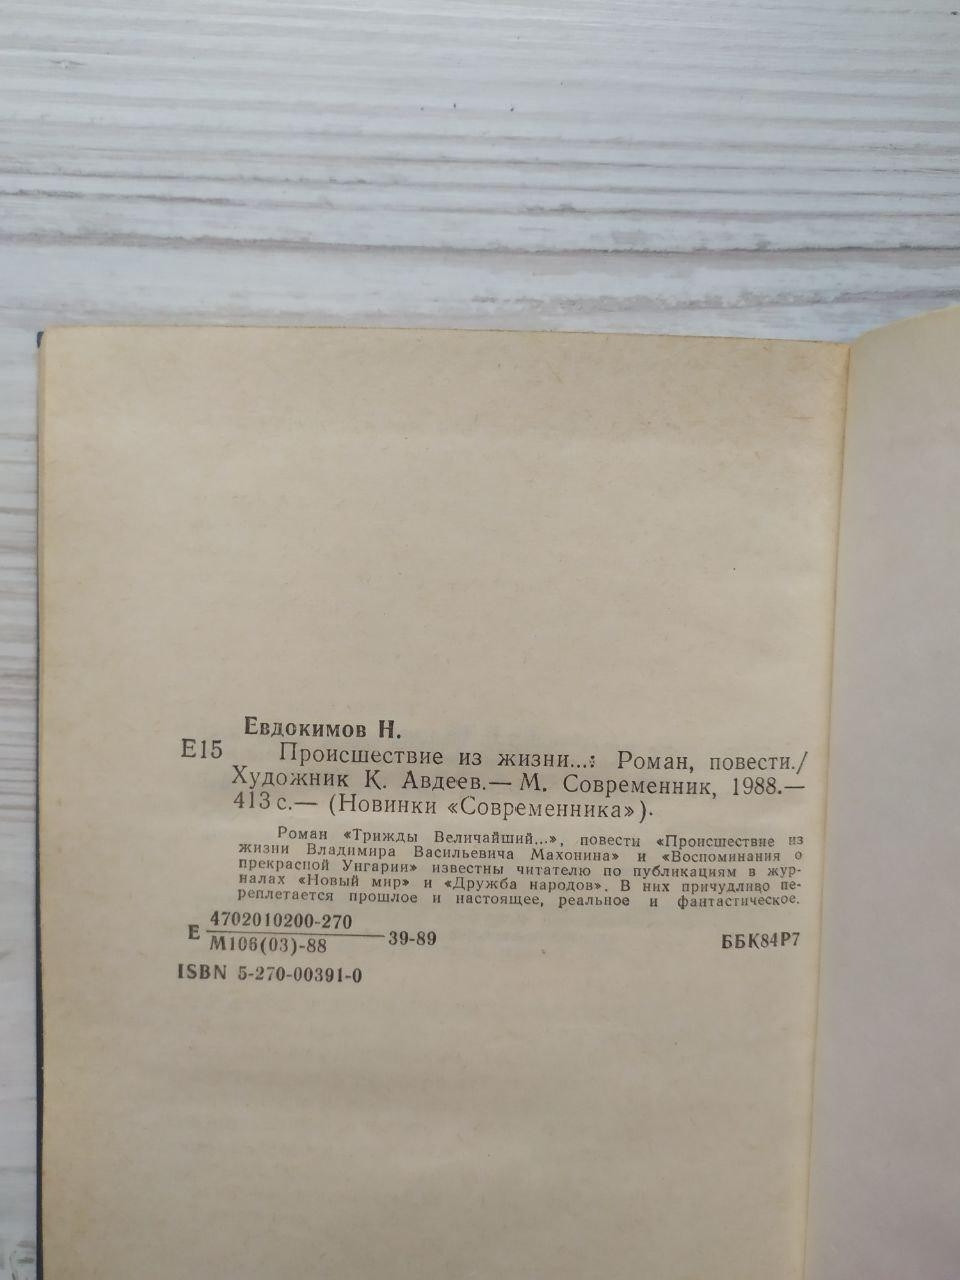 Евдокимов Н.
Е15 Происшествие из жизни...: Роман, повести./
Художник К. Авдеев.— М. Современник, 1988.—
413 с.— (Новинки «Современника»).
Роман «Трижды Величайший...», повести «Происшествие из
жизни Владимира Васильевича Махонина» и «Воспоминания о
прекрасной Унгарии» известны читателю по публикациям в жур-
налах «Новый мир» и «Дружба народов». В них причудливо пе-
реплетается прошлое и настоящее, реальное и фантастическое.
4702010200-270
Е 39-89 ББК84Р7
М106(03)-88
ISBN 5-270-00391-0